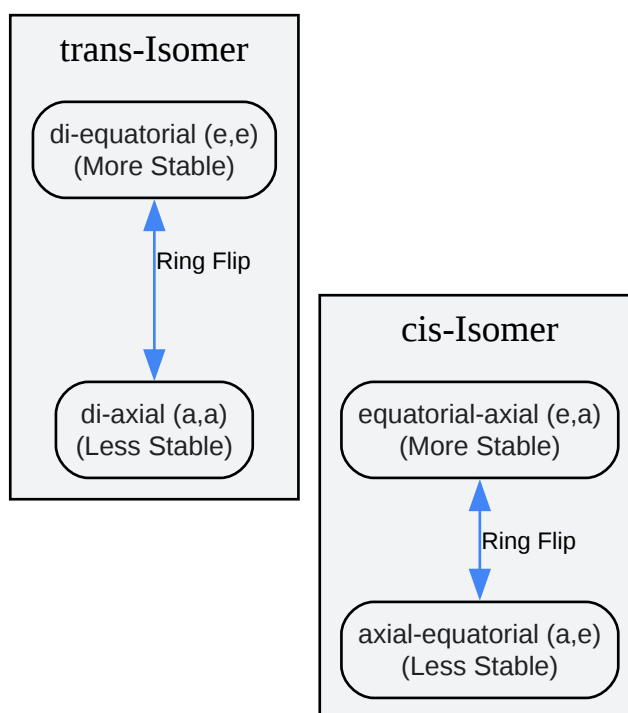 trans-Isomer
di-equatorial (e,e)
(More Stable)
Ring Flip
di-axial (a,a)
(Less Stable)
cis-Isomer
equatorial-axial (e,a)
(More Stable)
Ring Flip
axial-equatorial (a,e)
(Less Stable)